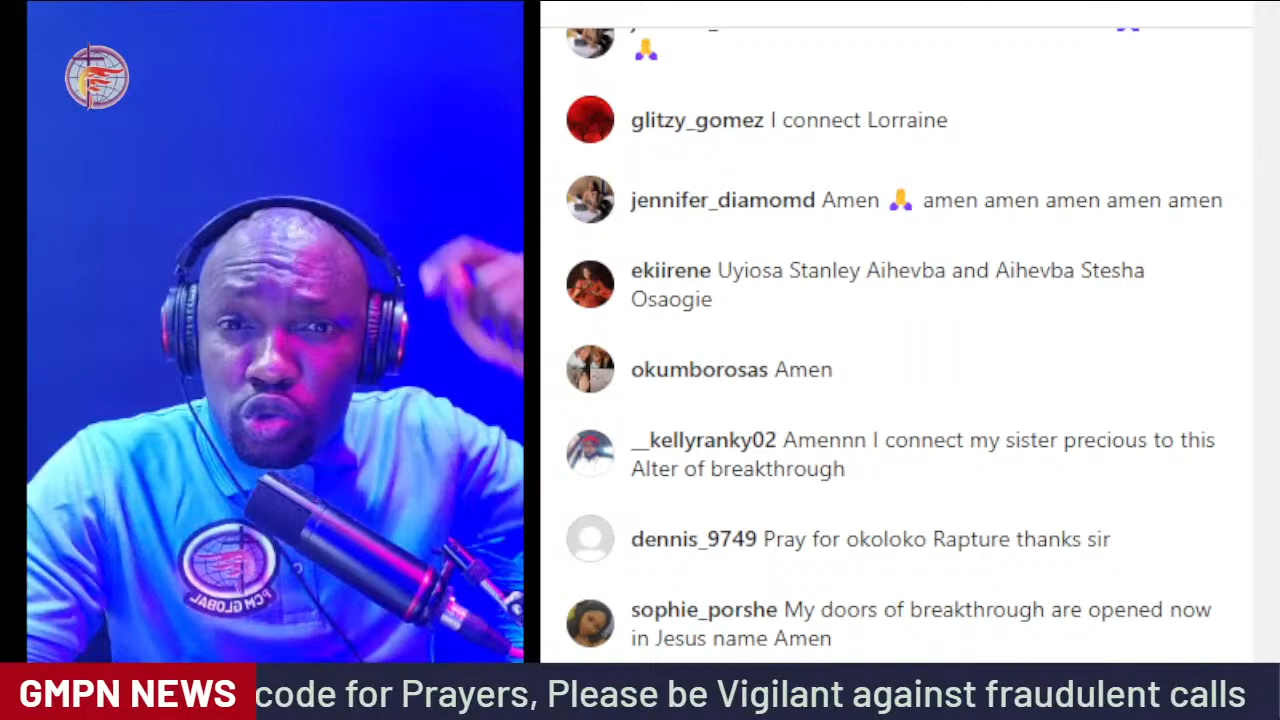 glitzy_gomez I connect Lorraine
jennifer_diamomd Amen 🙏 amen amen amen amen amen
ekiirene Uyiosa Stanley Aihevba and Aihevba Stesha
Osaogie
okumborosas Amen
__kellyranky02 Amennn I connect my sister precious to this
Alter of breakthrough
dennis_9749 Pray for okoloko Rapture thanks sir
sophie_porshe My doors of breakthrough are opened now
in Jesus name Amen
PCM GLOBAL
GMPN NEWS
code for Prayers, Please be Vigilant against fraudulent calls